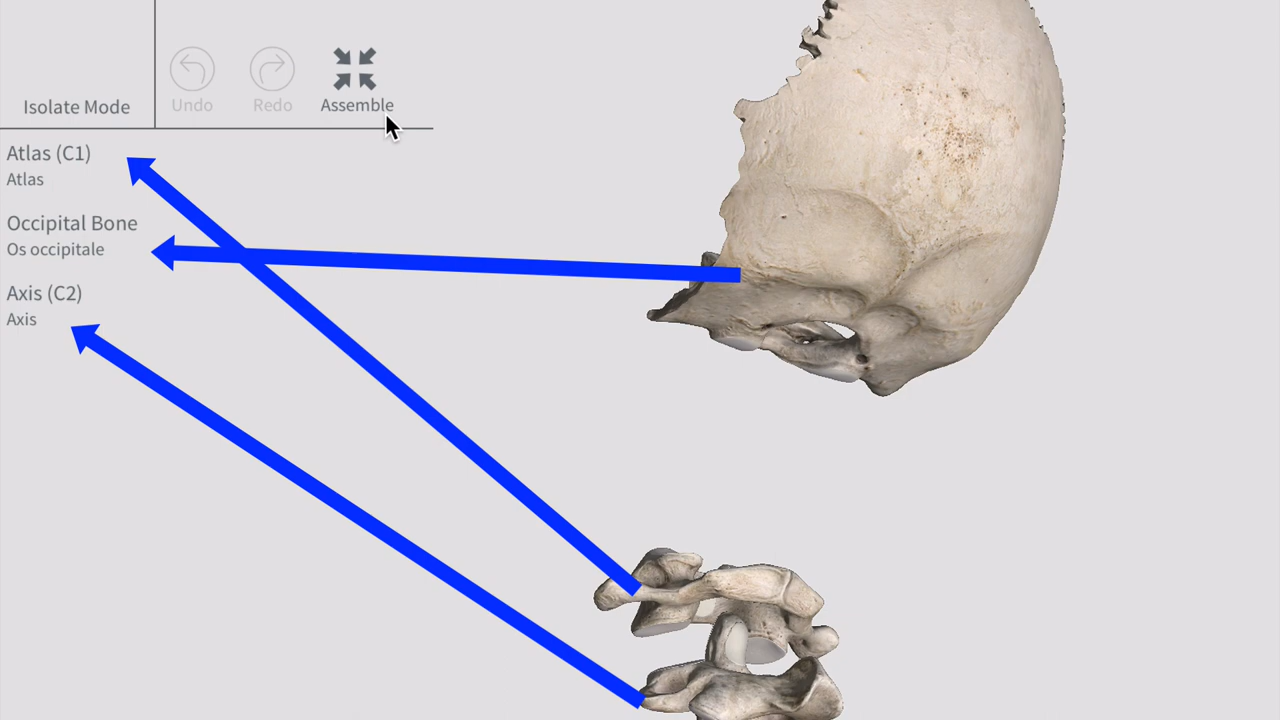 Isolate Mode
Undo
Redo
Assemble
Atlas (C1)
Atlas
Occipital Bone
Os occipitale
Axis (C2)
Axis